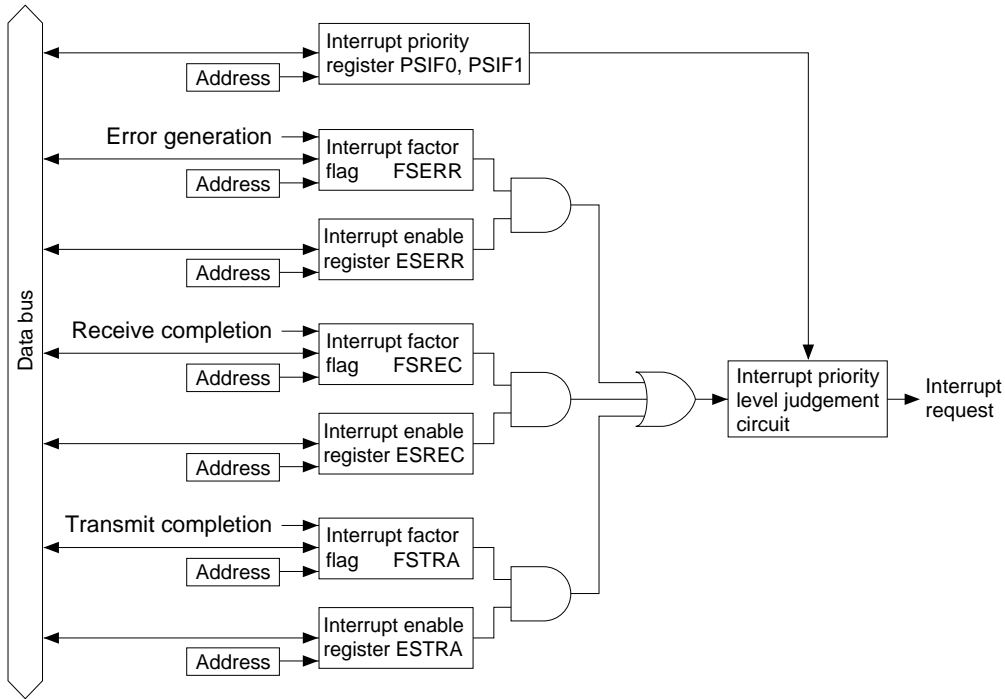 Data bus
Interrupt priority
register PSIF0, PSIF1
Address
Error generation
Interrupt factor
flag FSERR
Address
Interrupt enable
register ESERR
Address
Receive completion
Interrupt factor
flag FSREC
Address
Interrupt enable
register ESREC
Address
Transmit completion
Interrupt factor
flag FSTRA
Address
Interrupt enable
register ESTRA
Address
Interrupt priority
level judgement
circuit
Interrupt
request